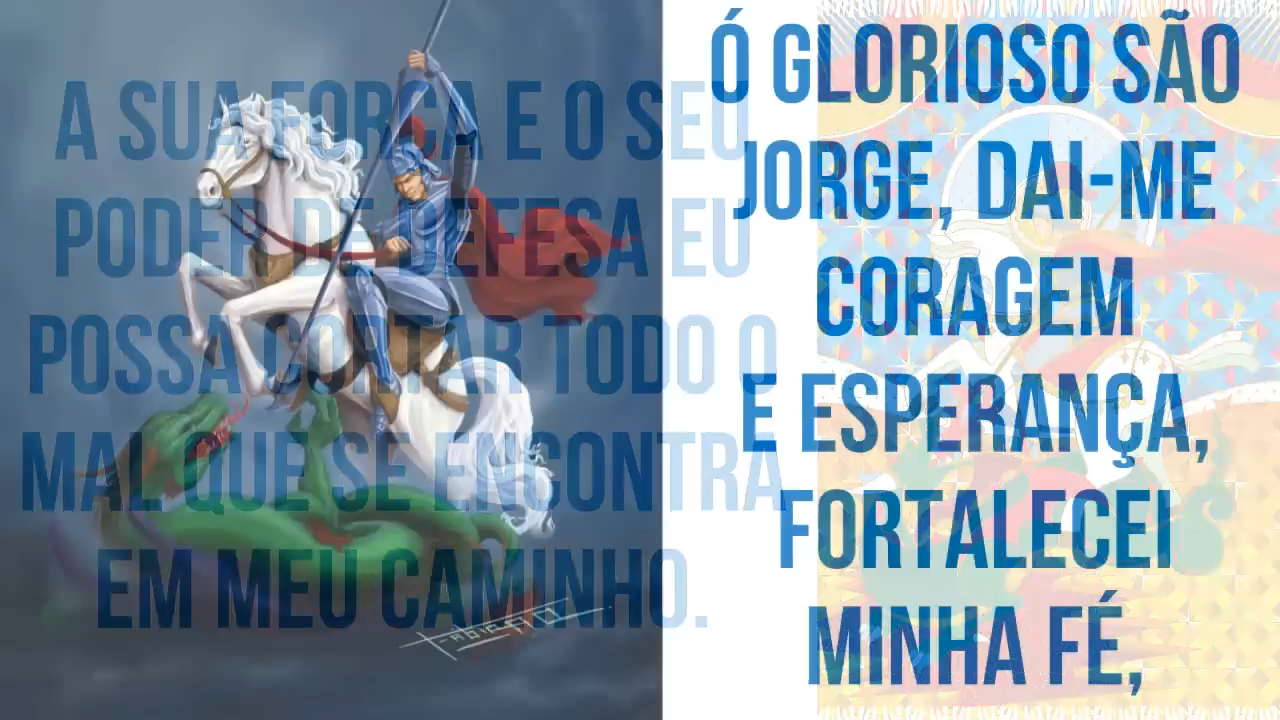 A SUA FORÇA E O SEU
PODER DE DEFESA EU
POSSA CORTAR TODO O
MAL QUE SE ENCONTRA
EM MEU CAMINHO.
Ó GLORIOSO SÃO
JORGE, DAI-ME
CORAGEM
E ESPERANÇA,
FORTALECEI
MINHA FÉ,